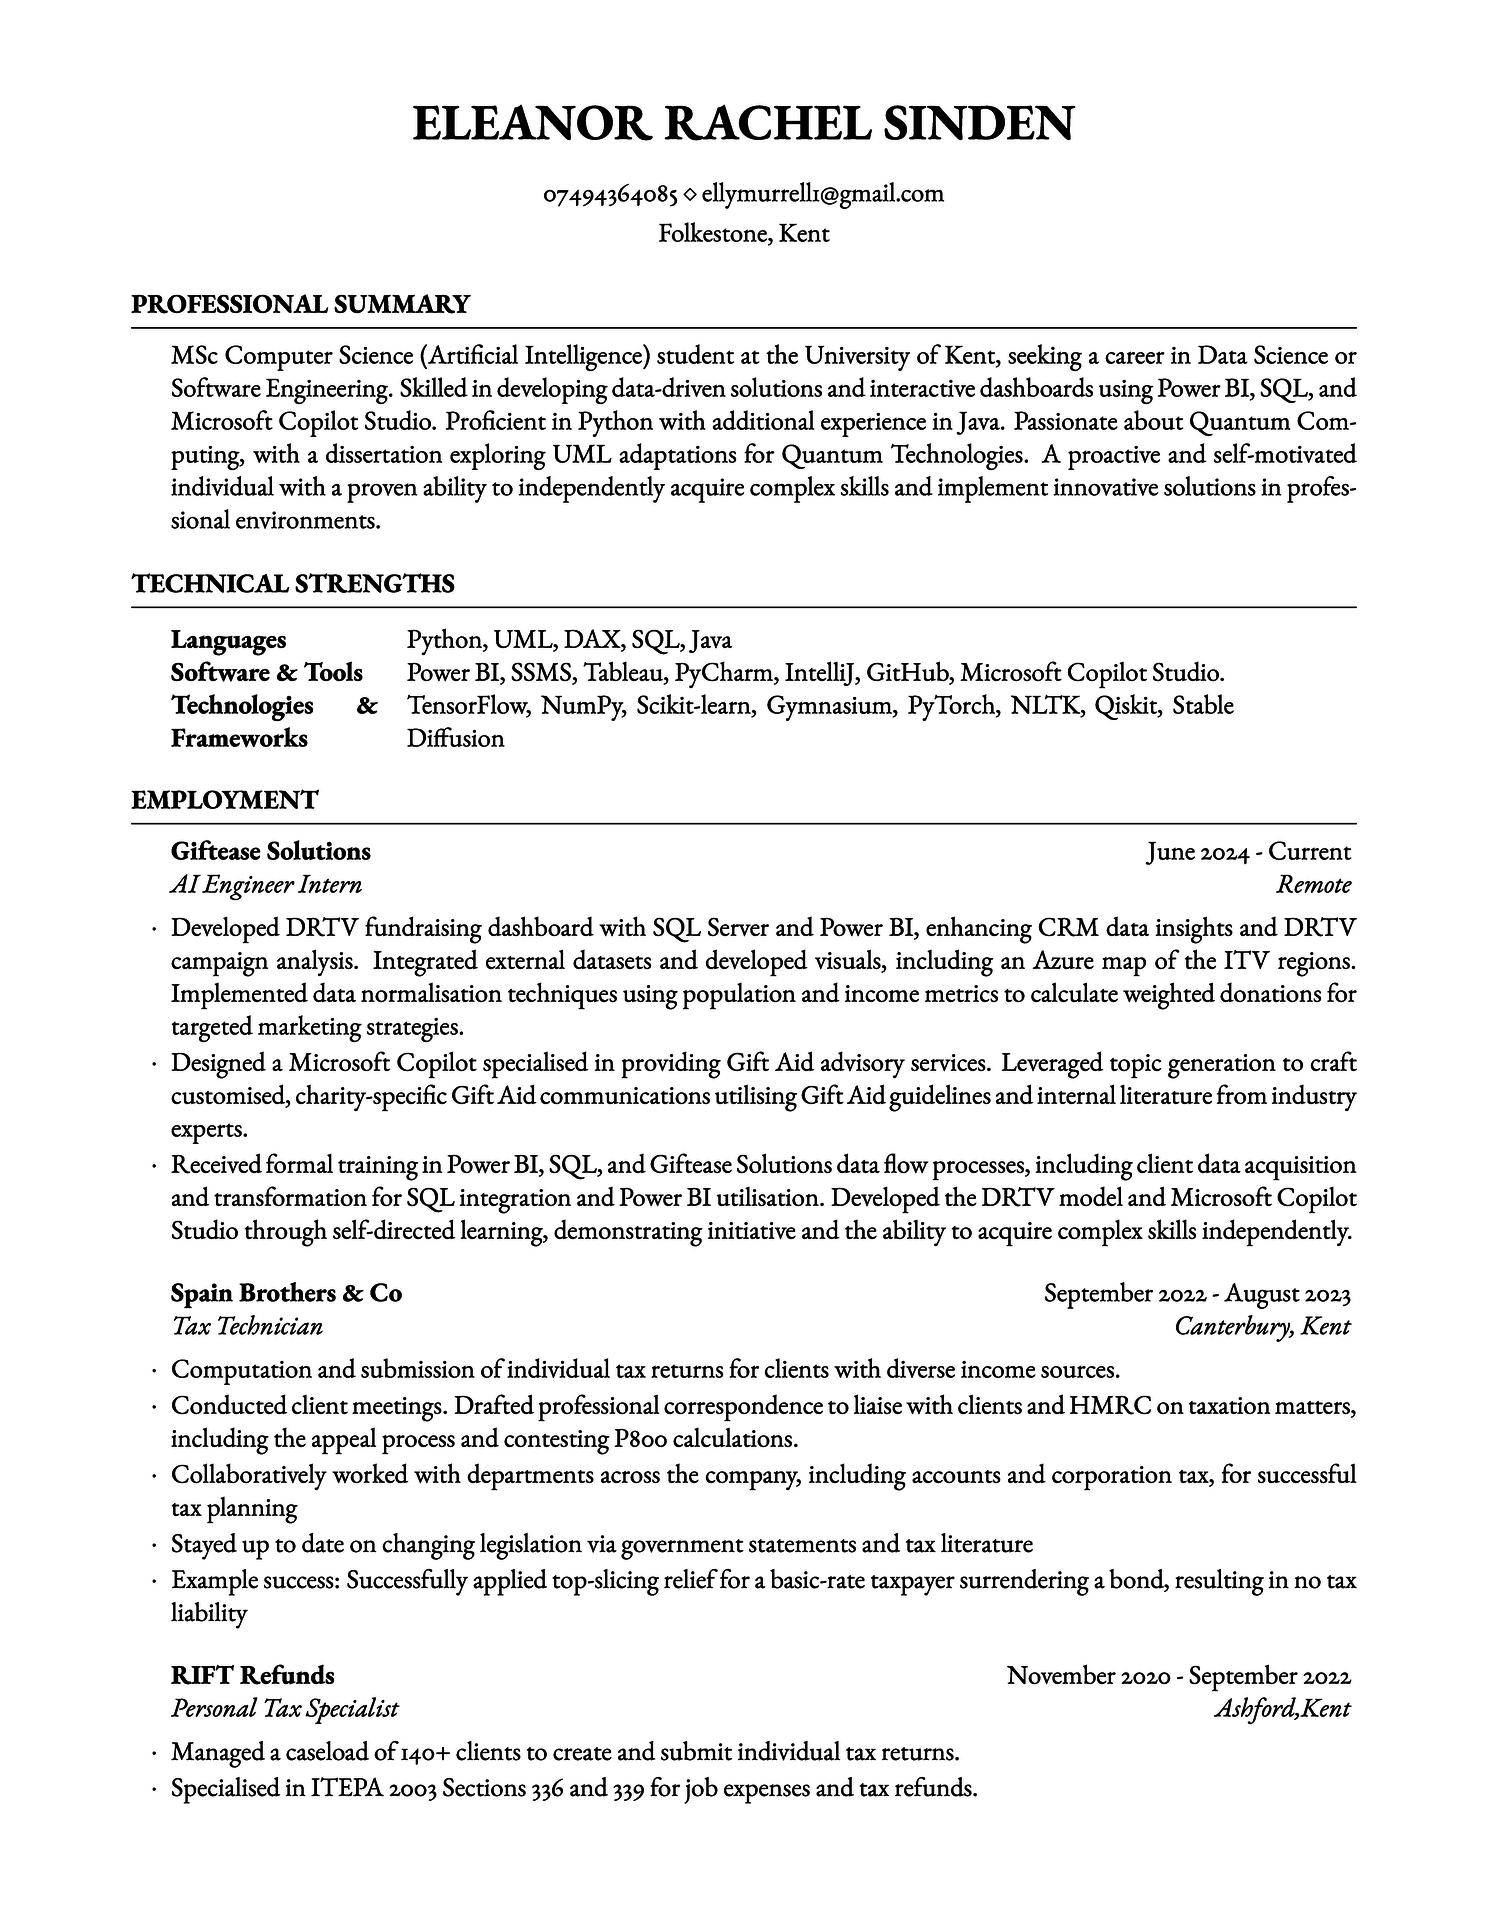 ELEANOR RACHEL SINDEN
07494364085 ⋄ ellymurrell1@gmail.com
Folkestone, Kent
PROFESSIONAL SUMMARY
MSc Computer Science (Artificial Intelligence) student at the University of Kent, seeking a career in Data Science or
Software Engineering. Skilled in developing data-driven solutions and interactive dashboards using Power BI, SQL, and
Microsoft Copilot Studio. Proficient in Python with additional experience in Java. Passionate about Quantum Com-
puting, with a dissertation exploring UML adaptations for Quantum Technologies. A proactive and self-motivated
individual with a proven ability to independently acquire complex skills and implement innovative solutions in profes-
sional environments.
TECHNICAL STRENGTHS
Languages Python, UML, DAX, SQL, Java
Software & Tools Power BI, SSMS, Tableau, PyCharm, IntelliJ, GitHub, Microsoft Copilot Studio.
Technologies & TensorFlow, NumPy, Scikit-learn, Gymnasium, PyTorch, NLTK, Qiskit, Stable
Frameworks Diffusion
EMPLOYMENT
Giftease Solutions June 2024 - Current
AI Engineer Intern Remote
· Developed DRTV fundraising dashboard with SQL Server and Power BI, enhancing CRM data insights and DRTV
campaign analysis. Integrated external datasets and developed visuals, including an Azure map of the ITV regions.
Implemented data normalisation techniques using population and income metrics to calculate weighted donations for
targeted marketing strategies.
· Designed a Microsoft Copilot specialised in providing Gift Aid advisory services. Leveraged topic generation to craft
customised, charity-specific Gift Aid communications utilising Gift Aid guidelines and internal literature from industry
experts.
· Received formal training in Power BI, SQL, and Giftease Solutions data flow processes, including client data acquisition
and transformation for SQL integration and Power BI utilisation. Developed the DRTV model and Microsoft Copilot
Studio through self-directed learning, demonstrating initiative and the ability to acquire complex skills independently.
Spain Brothers & Co September 2022 - August 2023
Tax Technician Canterbury, Kent
· Computation and submission of individual tax returns for clients with diverse income sources.
· Conducted client meetings. Drafted professional correspondence to liaise with clients and HMRC on taxation matters,
including the appeal process and contesting P800 calculations.
· Collaboratively worked with departments across the company, including accounts and corporation tax, for successful
tax planning
· Stayed up to date on changing legislation via government statements and tax literature
· Example success: Successfully applied top-slicing relief for a basic-rate taxpayer surrendering a bond, resulting in no tax
liability
RIFT Refunds November 2020 - September 2022
Personal Tax Specialist Ashford,Kent
· Managed a caseload of 140+ clients to create and submit individual tax returns.
· Specialised in ITEPA 2003 Sections 336 and 339 for job expenses and tax refunds.